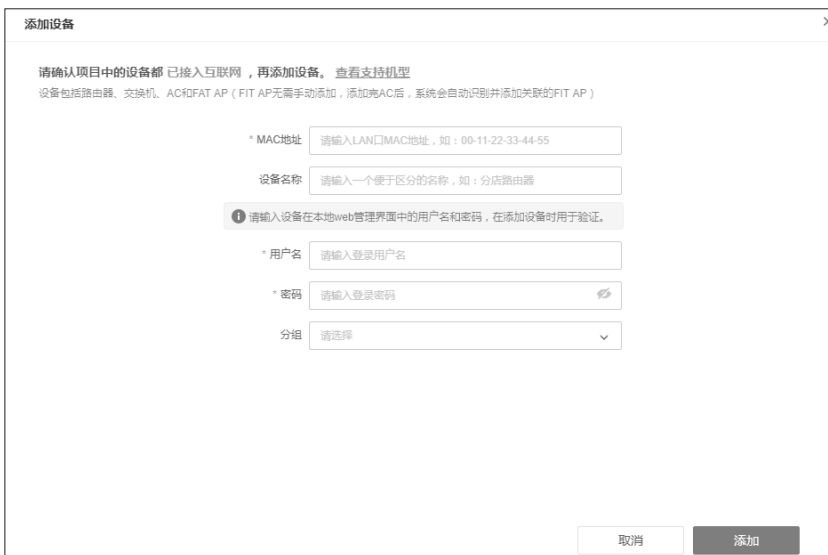 添加设备
请确认项目中的设备都 已接入互联网 ，再添加设备。 查看支持机型
设备包括路由器、交换机、AC和FAT AP（ FIT AP无需手动添加，添加完AC后，系统会自动识别并添加关联的FIT AP ）
* MAC地址 请输入LAN口MAC地址，如：00-11-22-33-44-55
设备名称 请输入一个便于区分的名称，如：分店路由器
请输入设备在本地web管理界面中的用户名和密码，在添加设备时用于验证。
* 用户名 请输入登录用户名
* 密码 请输入登录密码
分组 请选择
取消 添加